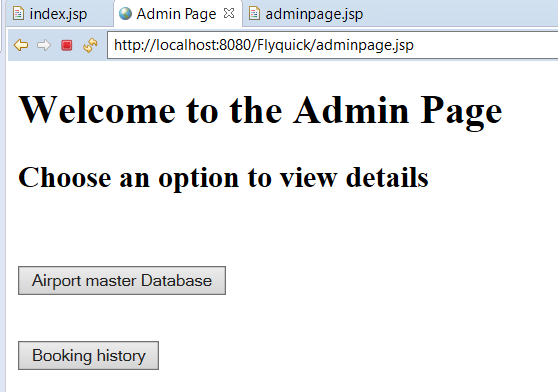 index.jsp Admin Page adminpage.jsp
http://localhost:8080/Flyquick/adminpage.jsp
Welcome to the Admin Page
Choose an option to view details
Airport master Database
Booking history